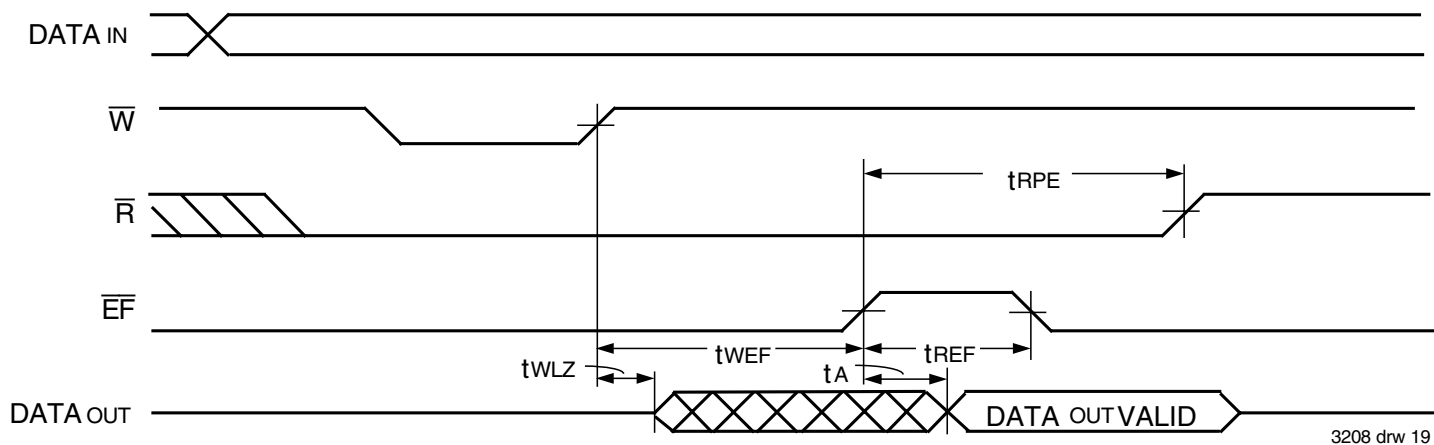 DATA IN
W
tRPE
R
EF
tWEF
tREF
tWLZ
tA
DATA OUT
DATA OUT VALID
3208 drw 19